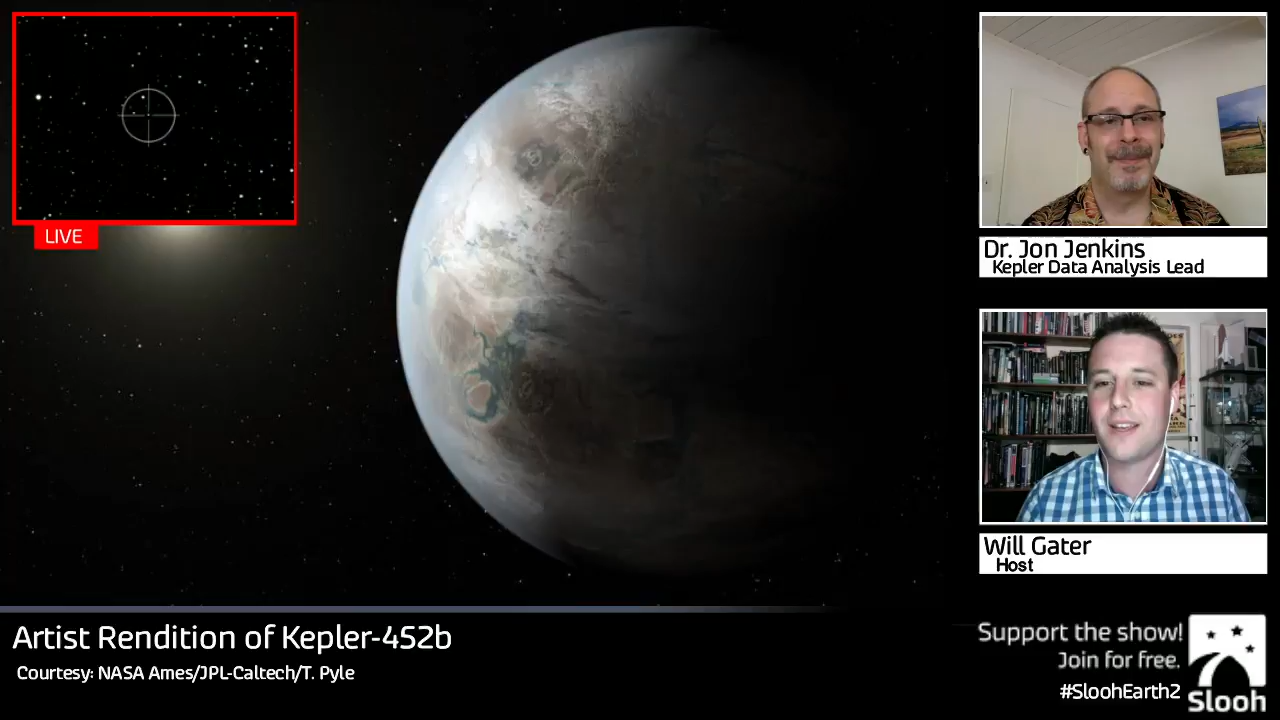 LIVE
Dr. Jon Jenkins
Kepler Data Analysis Lead
Will Gater
Host
Artist Rendition of Kepler-452b
Courtesy: NASA Ames/JPL-Caltech/T. Pyle
Support the show!
Join for free.
#SloohEarth2
Slooh